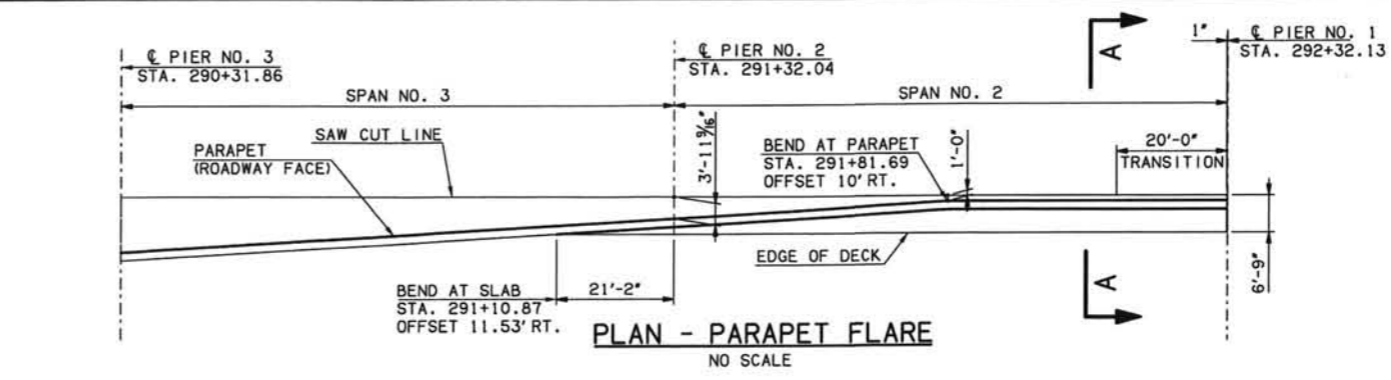 ℄ PIER NO. 3
STA. 290+31.86
℄ PIER NO. 2
STA. 291+32.04
A
1"
℄ PIER NO. 1
STA. 292+32.13
SPAN NO. 3
SPAN NO. 2
SAW CUT LINE
PARAPET
(ROADWAY FACE)
3'-11 9/16"
BEND AT PARAPET
STA. 291+81.69
OFFSET 10' RT.
1'-0"
20'-0"
TRANSITION
EDGE OF DECK
6'-9"
BEND AT SLAB
STA. 291+10.87
OFFSET 11.53' RT.
21'-2"
A
PLAN - PARAPET FLARE
NO SCALE